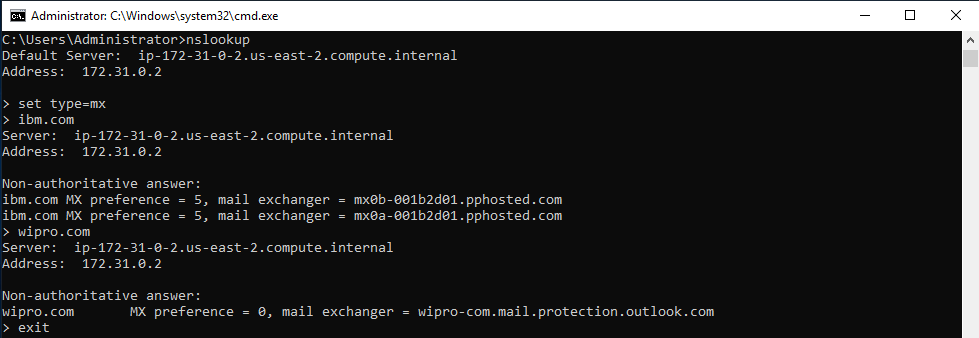 Administrator: C:\Windows\system32\cmd.exe
C:\Users\Administrator>nslookup
Default Server:  ip-172-31-0-2.us-east-2.compute.internal
Address:  172.31.0.2

> set type=mx
> ibm.com
Server:  ip-172-31-0-2.us-east-2.compute.internal
Address:  172.31.0.2

Non-authoritative answer:
ibm.com MX preference = 5, mail exchanger = mx0b-001b2d01.pphosted.com
ibm.com MX preference = 5, mail exchanger = mx0a-001b2d01.pphosted.com
> wipro.com
Server:  ip-172-31-0-2.us-east-2.compute.internal
Address:  172.31.0.2

Non-authoritative answer:
wipro.com       MX preference = 0, mail exchanger = wipro-com.mail.protection.outlook.com
> exit